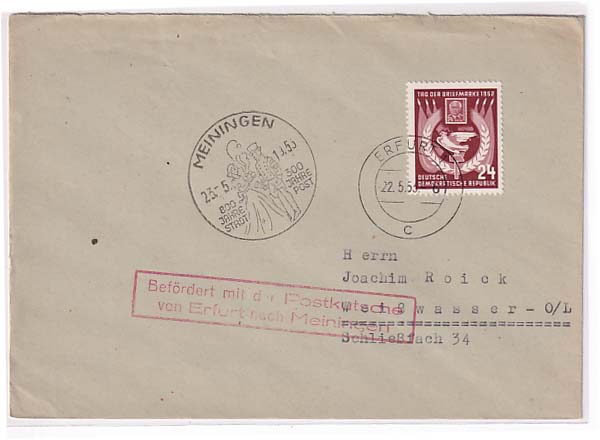 TAG DER BRIEFMARKE 1952
24
DEUTSCHE
DEMOKRATISCHE REPUBLIK
ERFURT
22.5.53
c
MEININGEN
23.5.
1953
800
JAHRE
STADT
300
JAHRE
POST
Herrn
Joachim Roick
Weißwasser-O/L
Schließfach 34
Befördert mit der Postkutsche
von Erfurt nach Meiningen